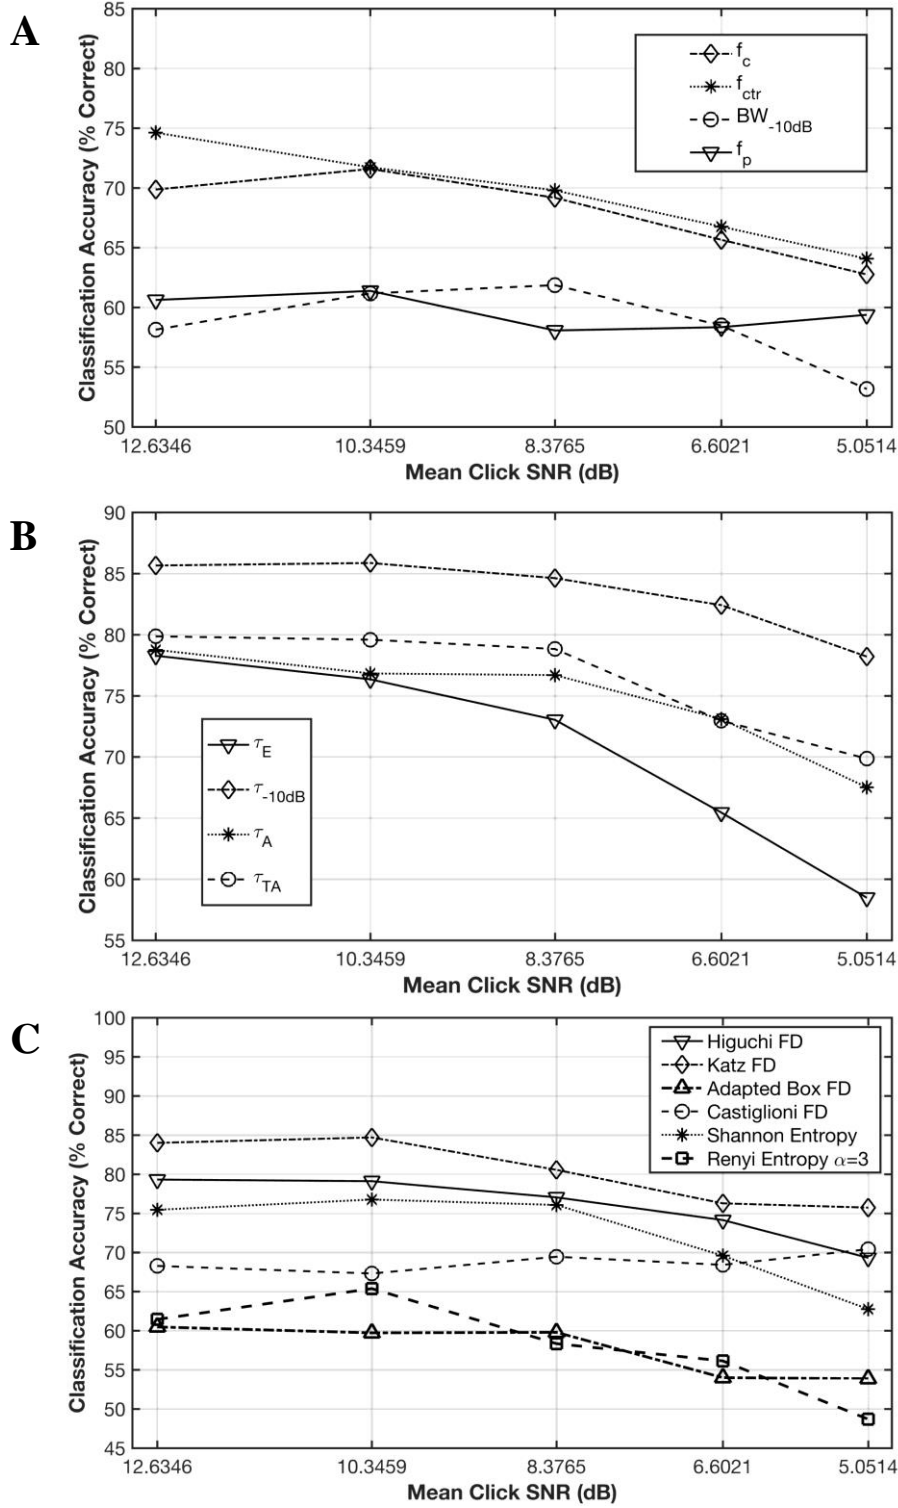 A
85
80
75
70
65
60
55
50
Classification Accuracy (% Correct)
f_c
f_ctr
BW_-10dB
f_p
12.6346 10.3459 8.3765 6.6021 5.0514
Mean Click SNR (dB)
B
90
85
80
75
70
65
60
55
Classification Accuracy (% Correct)
τ_E
τ_-10dB
τ_A
τ_TA
12.6346 10.3459 8.3765 6.6021 5.0514
Mean Click SNR (dB)
C
100
95
90
85
80
75
70
65
60
55
50
45
Classification Accuracy (% Correct)
Higuchi FD
Katz FD
Adapted Box FD
Castiglioni FD
Shannon Entropy
Renyi Entropy α=3
12.6346 10.3459 8.3765 6.6021 5.0514
Mean Click SNR (dB)